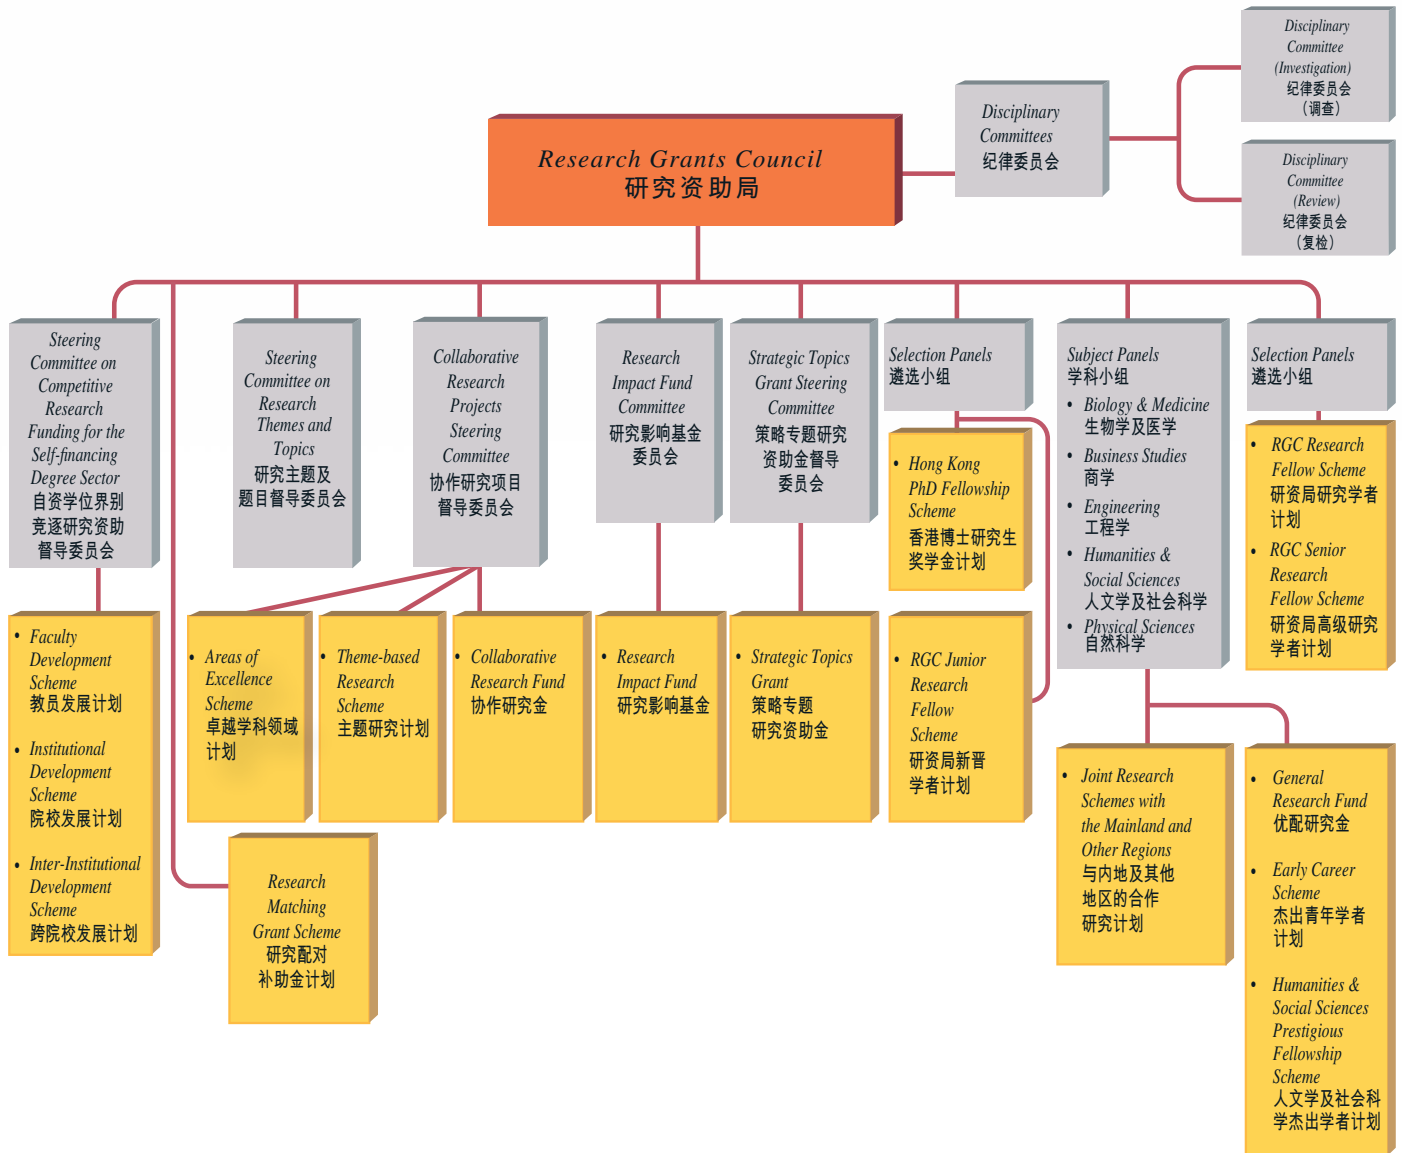 Research Grants Council
研究资助局
Disciplinary
Committees
纪律委员会
Disciplinary
Committee
(Investigation)
纪律委员会
（调查）
Disciplinary
Committee
(Review)
纪律委员会
（复检）
Steering
Committee on
Competitive
Research
Funding for the
Self-financing
Degree Sector
自资学位界别
竞逐研究资助
督导委员会
Steering
Committee on
Research
Themes and
Topics
研究主题及
题目督导委员会
Collaborative
Research
Projects
Steering
Committee
协作研究项目
督导委员会
Research
Impact Fund
Committee
研究影响基金
委员会
Strategic Topics
Grant Steering
Committee
策略专题研究
资助金督导
委员会
Selection Panels
遴选小组
Subject Panels
学科小组
• Biology & Medicine
生物学及医学
• Business Studies
商学
• Engineering
工程学
• Humanities &
Social Sciences
人文学及社会科学
• Physical Sciences
自然科学
Selection Panels
遴选小组
• Hong Kong
PhD Fellowship
Scheme
香港博士研究生
奖学金计划
• RGC Research
Fellow Scheme
研资局研究学者
计划
• RGC Senior
Research
Fellow Scheme
研资局高级研究
学者计划
• Faculty
Development
Scheme
教员发展计划
• Institutional
Development
Scheme
院校发展计划
• Inter-Institutional
Development
Scheme
跨院校发展计划
• Areas of
Excellence
Scheme
卓越学科领域
计划
• Theme-based
Research
Scheme
主题研究计划
• Collaborative
Research Fund
协作研究金
• Research
Impact Fund
研究影响基金
• Strategic Topics
Grant
策略专题
研究资助金
• RGC Junior
Research
Fellow
Scheme
研资局新晋
学者计划
Research
Matching
Grant Scheme
研究配对
补助金计划
• Joint Research
Schemes with
the Mainland and
Other Regions
与内地及其他
地区的合作
研究计划
• General
Research Fund
优配研究金
• Early Career
Scheme
杰出青年学者
计划
• Humanities &
Social Sciences
Prestigious
Fellowship
Scheme
人文学及社会科
学杰出学者计划